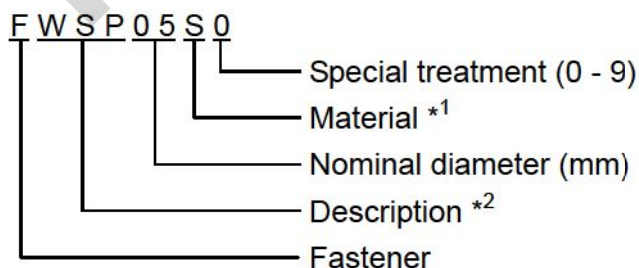 F W S P 0 5 S 0
Special treatment (0 - 9)
Material *1
Nominal diameter (mm)
Description *2
Fastener